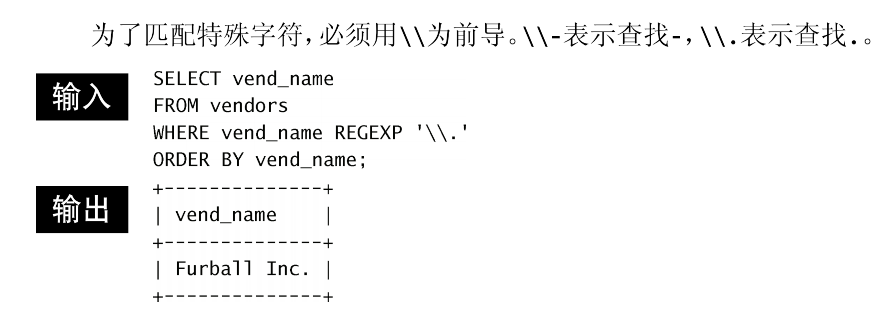 为了匹配特殊字符,必须用\\为前导。\\-表示查找-,\\.表示查找.。
输入
SELECT vend_name
FROM vendors
WHERE vend_name REGEXP '\\.'
ORDER BY vend_name;
输出
+--------------+
| vend_name    |
+--------------+
| Furball Inc. |
+--------------+